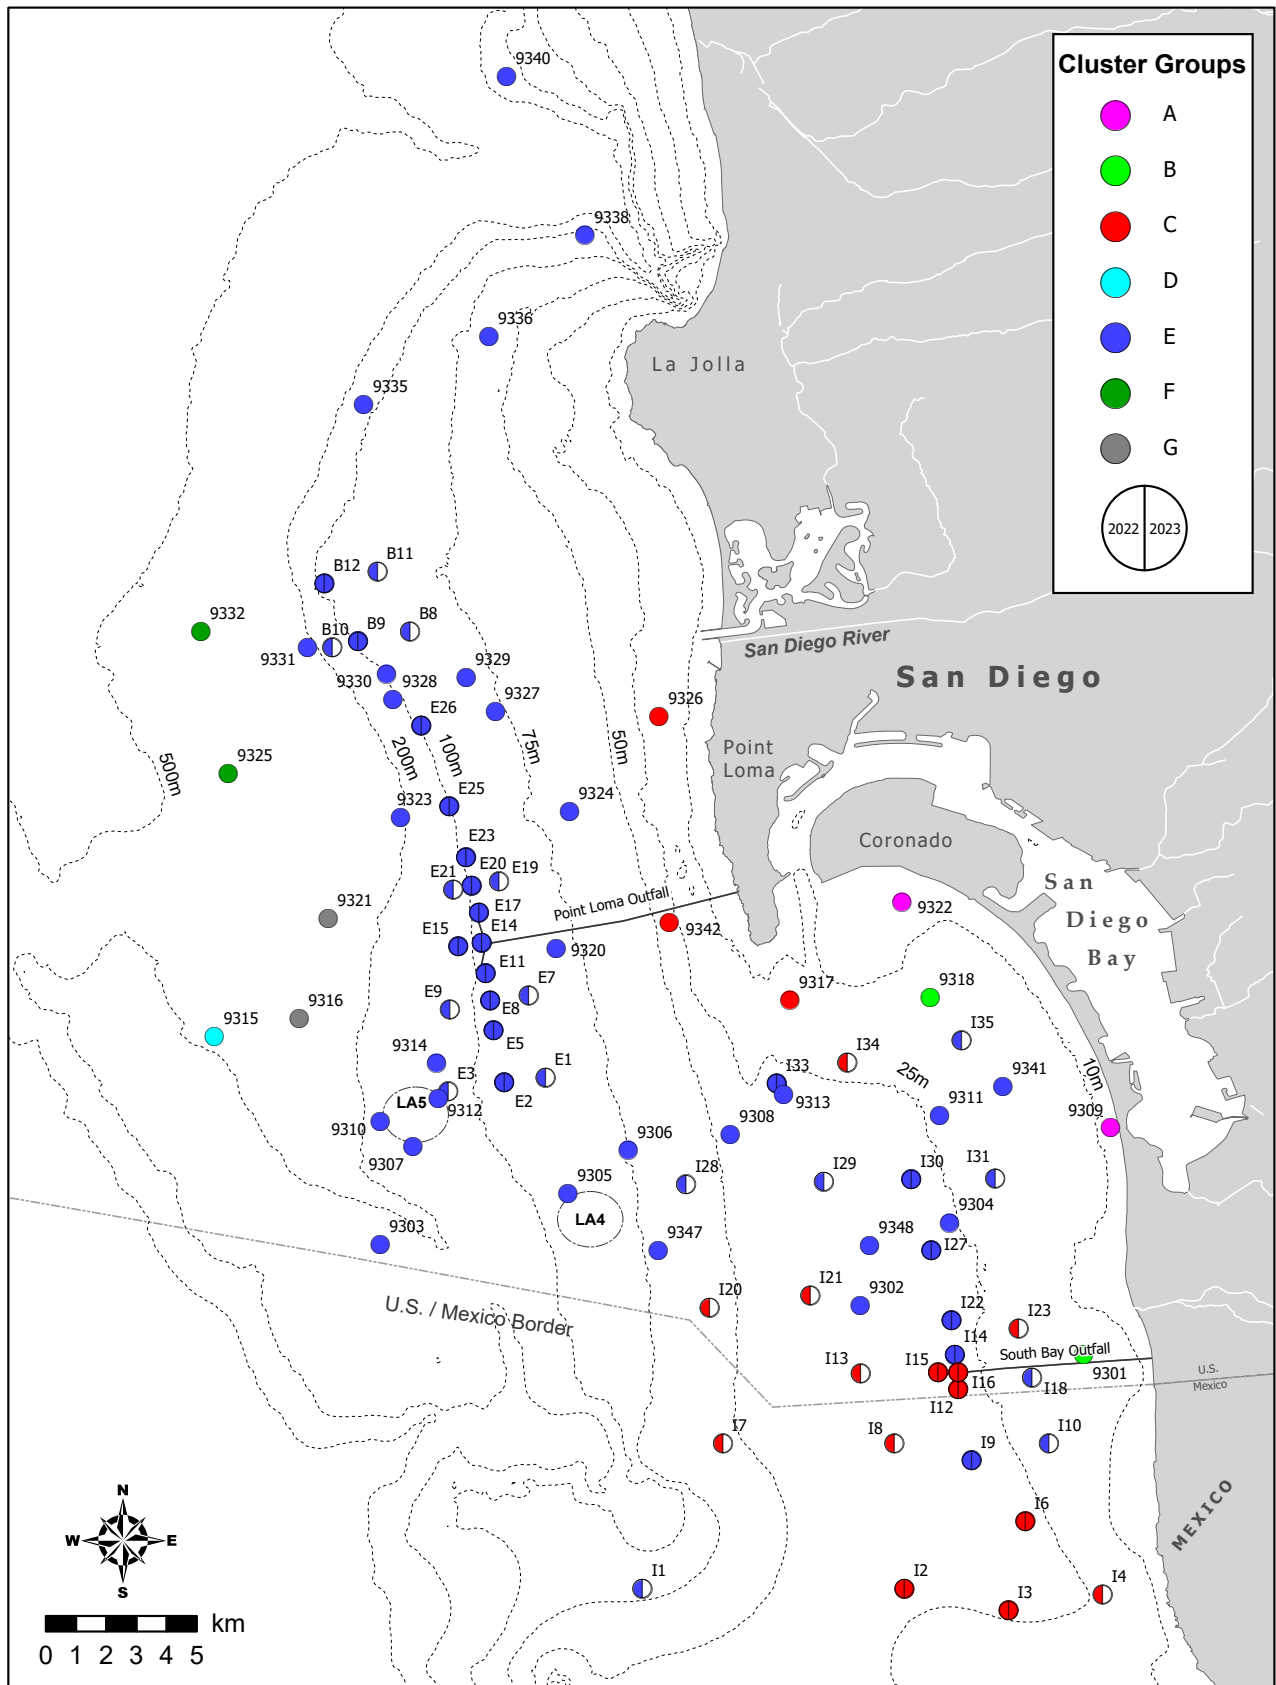 9340
Cluster Groups
A
B
C
D
E
F
G
2022
2023
9338
9336
La Jolla
9335
B12
B11
9332
B10
B9
B8
San Diego River
9331
9330
9328
9329
San Diego
9327
9326
E26
Point
Loma
500m
200m
100m
75m
50m
9325
9323
E25
9324
Coronado
E23
E21
E20
E19
San
Diego
Bay
9321
E17
Point Loma Outfall
9322
E15
E14
9342
9320
E11
9316
E9
E7
9317
9318
9315
E8
E5
I35
9314
E3
E1
I34
I33
25m
9341
10m
LA5
9312
E2
9313
9311
9309
9310
9308
9307
9306
9305
I28
I29
I30
I31
LA4
9304
9303
9347
9348
I27
U.S. / Mexico Border
I20
I21
9302
I22
I23
I14
South Bay Outfall
I13
I15
9301
U.S.
Mexico
I16
I18
I12
I7
I8
I9
I10
I6
MEXICO
N
W
E
S
I1
I2
I3
I4
km
0 1 2 3 4 5